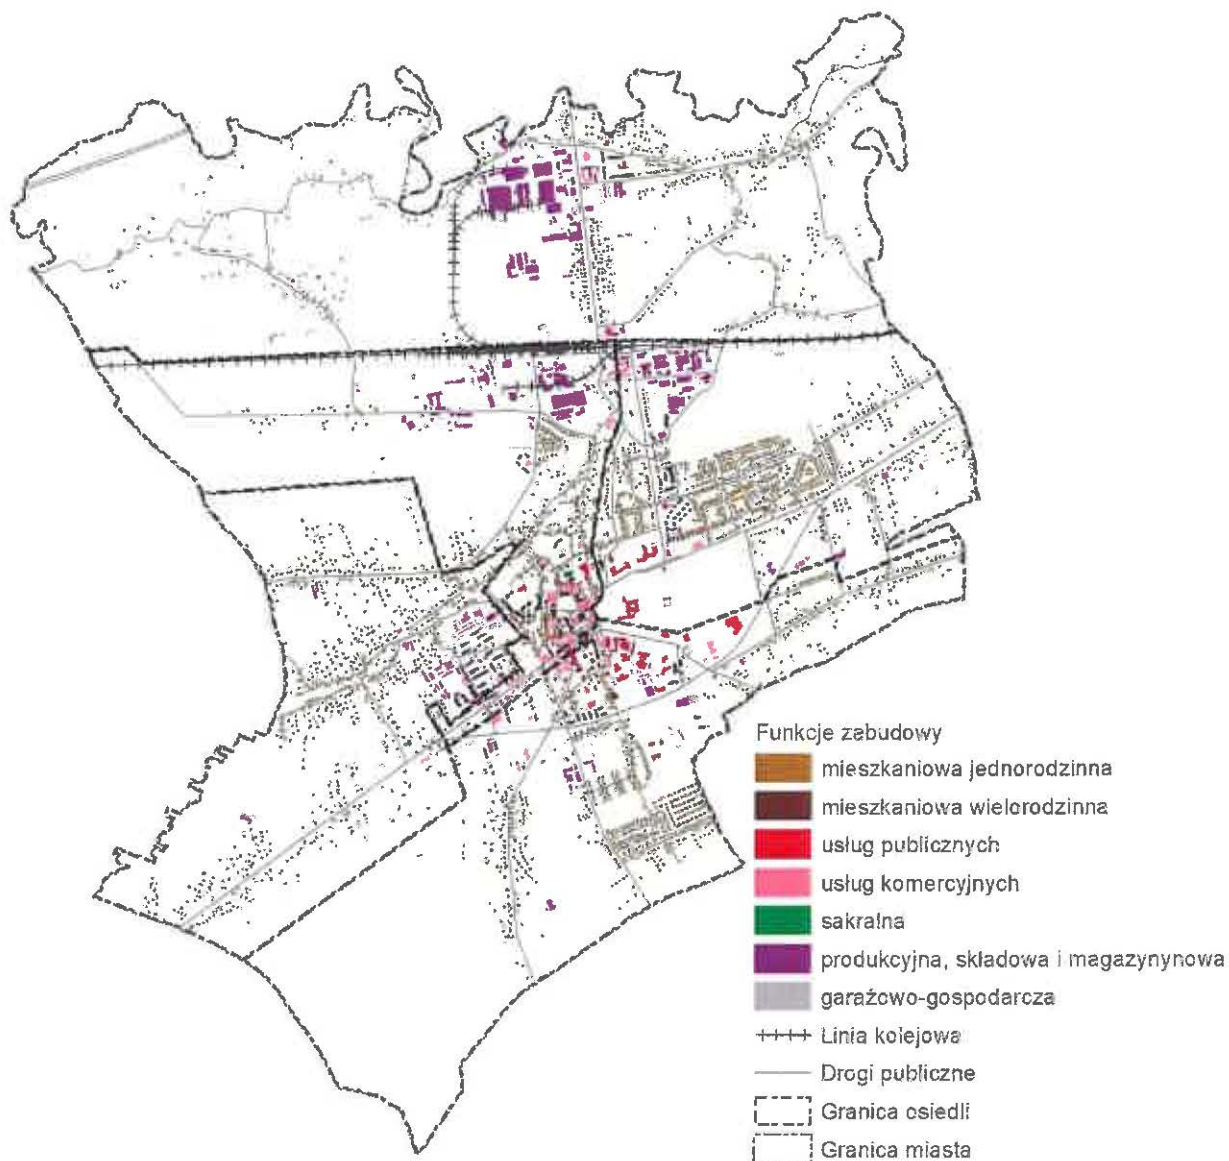 Funkcje zabudowy
mieszkaniowa jednorodzinna
mieszkaniowa wielorodzinna
usług publicznych
usług komercyjnych
sakralna
produkcyjna, składowa i magazynynowa
garażowo-gospodarcza
Linia kolejowa
Drogi publiczne
Granica osiedli
Granica miasta